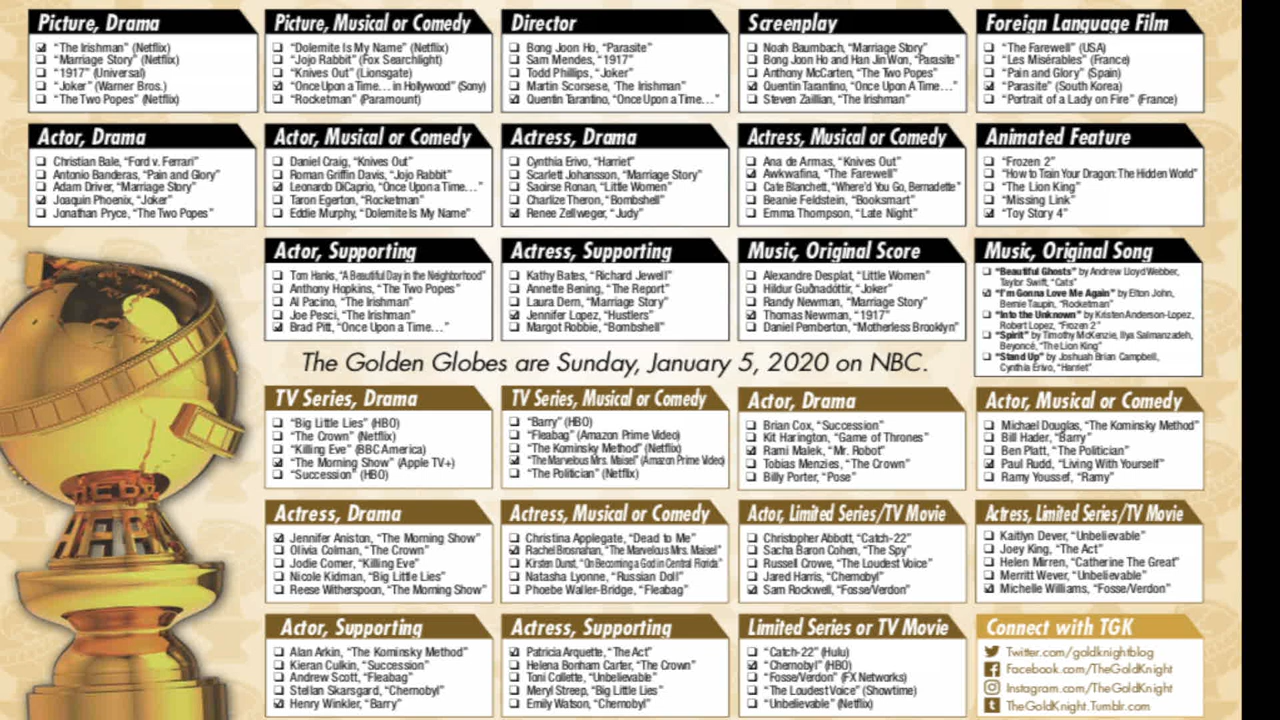 Picture, Drama
"The Irishman" (Netflix)
"Marriage Story" (Netflix)
"1917" (Universal)
"Joker" (Warner Bros.)
"The Two Popes" (Netflix)
Picture, Musical or Comedy
"Dolemite Is My Name" (Netflix)
"Jojo Rabbit" (Fox Searchlight)
"Knives Out" (Lionsgate)
"Once Upon a Time... in Hollywood" (Sony)
"Rocketman" (Paramount)
Director
Bong Joon Ho, "Parasite"
Sam Mendes, "1917"
Todd Phillips, "Joker"
Martin Scorsese, 'The Irishman"
Quentin Tarantino, "Once Upon a Time..."
Screenplay
Noah Baumbach, "Marriage Story"
Bong Joon Ho and Han Jin Won, "Parasite"
Anthony McCarten, "The Two Popes"
Quentin Tarantino, "Once Upon A Time..."
Steven Zaillian, "The Irishman"
Foreign Language Film
"The Farewell" (USA)
"Les Misérables" (France)
"Pain and Glory" (Spain)
"Parasite" (South Korea)
"Portrait of a Lady on Fire" (France)
Actor, Drama
Christian Bale, "Ford v. Ferrari"
Antonio Banderas, "Pain and Glory"
Adam Driver, "Marriage Story"
Joaquin Phoenix, "Joker"
Jonathan Pryce, "The Two Popes"
Actor, Musical or Comedy
Daniel Craig, "Knives Out"
Roman Griffin Davis, "Jojo Rabbit"
Leonardo DiCaprio, "Once Upon a Time..."
Taron Egerton, "Rocketman"
Eddie Murphy, "Dolemite Is My Name"
Actress, Drama
Cynthia Erivo, "Harriet"
Scarlett Johansson, "Marriage Story"
Saoirse Ronan, "Little Women"
Charlize Theron, "Bombshell"
Renee Zellweger, "Judy"
Actress, Musical or Comedy
Ana de Armas, "Knives Out"
Awkwafina, "The Farewell"
Cate Blanchett, "Where'd You Go, Bernadette"
Beanie Feldstein, "Booksmart"
Emma Thompson, "Late Night"
Animated Feature
"Frozen 2"
"How to Train Your Dragon: The Hidden World"
"The Lion King"
"Missing Link"
"Toy Story 4"
Actor, Supporting
Tom Hanks, "A Beautiful Day in the Neighborhood"
Anthony Hopkins, "The Two Popes"
Al Pacino, "The Irishman"
Joe Pesci, "The Irishman"
Brad Pitt, "Once Upon a Time..."
Actress, Supporting
Kathy Bates, "Richard Jewell"
Annette Bening, "The Report"
Laura Dern, "Marriage Story"
Jennifer Lopez, "Hustlers"
Margot Robbie, "Bombshell"
Music, Original Score
Alexandre Desplat, "Little Women"
Hildur Guðnadóttir, "Joker"
Randy Newman, "Marriage Story"
Thomas Newman, "1917"
Daniel Pemberton, "Motherless Brooklyn"
Music, Original Song
"Beautiful Ghosts" by Andrew Lloyd Webber,
Taylor Swift, "Cats"
"I'm Gonna Love Me Again" by Elton John,
Bernie Taupin, "Rocketman"
"Into the Unknown" by Kristen Anderson-Lopez,
Robert Lopez, "Frozen 2"
"Spirit" by Timothy McKenzie, Ilya Salmanzadeh,
Beyoncé, "The Lion King"
"Stand Up" by Joshuah Brian Campbell,
Cynthia Erivo, "Harriet"
The Golden Globes are Sunday, January 5, 2020 on NBC.
TV Series, Drama
"Big Little Lies" (HBO)
"The Crown" (Netflix)
"Killing Eve" (BBC America)
"The Morning Show" (Apple TV+)
"Succession" (HBO)
TV Series, Musical or Comedy
"Barry" (HBO)
"Fleabag" (Amazon Prime Video)
"The Kominsky Method" (Netflix)
"The Marvelous Mrs. Maisel" (Amazon Prime Video)
"The Politician" (Netflix)
Actor, Drama
Brian Cox, "Succession"
Kit Harington, "Game of Thrones"
Rami Malek, "Mr. Robot"
Tobias Menzies, "The Crown"
Billy Porter, "Pose"
Actor, Musical or Comedy
Michael Douglas, "The Kominsky Method"
Bill Hader, "Barry"
Ben Platt, "The Politician"
Paul Rudd, "Living With Yourself"
Ramy Youssef, "Ramy"
Actress, Drama
Jennifer Aniston, "The Morning Show"
Olivia Colman, "The Crown"
Jodie Comer, "Killing Eve"
Nicole Kidman, "Big Little Lies"
Reese Witherspoon, "The Morning Show"
Actress, Musical or Comedy
Christina Applegate, "Dead to Me"
Rachel Brosnahan, "The Marvelous Mrs. Maisel"
Kirsten Dunst, "On Becoming a God in Central Florida"
Natasha Lyonne, "Russian Doll"
Phoebe Waller-Bridge, "Fleabag"
Actor, Limited Series/TV Movie
Christopher Abbott, "Catch-22"
Sacha Baron Cohen, "The Spy"
Russell Crowe, "The Loudest Voice"
Jared Harris, "Chernobyl"
Sam Rockwell, "Fosse/Verdon"
Actress, Limited Series/TV Movie
Kaitlyn Dever, "Unbelievable"
Joey King, "The Act"
Helen Mirren, "Catherine The Great"
Merritt Wever, "Unbelievable"
Michelle Williams, "Fosse/Verdon"
Actor, Supporting
Alan Arkin, "The Kominsky Method"
Kieran Culkin, "Succession"
Andrew Scott, "Fleabag"
Stellan Skarsgard, "Chernobyl"
Henry Winkler, "Barry"
Actress, Supporting
Patricia Arquette, "The Act"
Helena Bonham Carter, "The Crown"
Toni Collette, "Unbelievable"
Meryl Streep, "Big Little Lies"
Emily Watson, "Chernobyl"
Limited Series or TV Movie
"Catch-22" (Hulu)
"Chernobyl" (HBO)
"Fosse/Verdon" (FX Networks)
"The Loudest Voice" (Showtime)
"Unbelievable" (Netflix)
Connect with TGK
Twitter.com/goldknightblog
Facebook.com/TheGoldKnight
Instagram.com/TheGoldKnight
TheGoldKnight.Tumblr.com